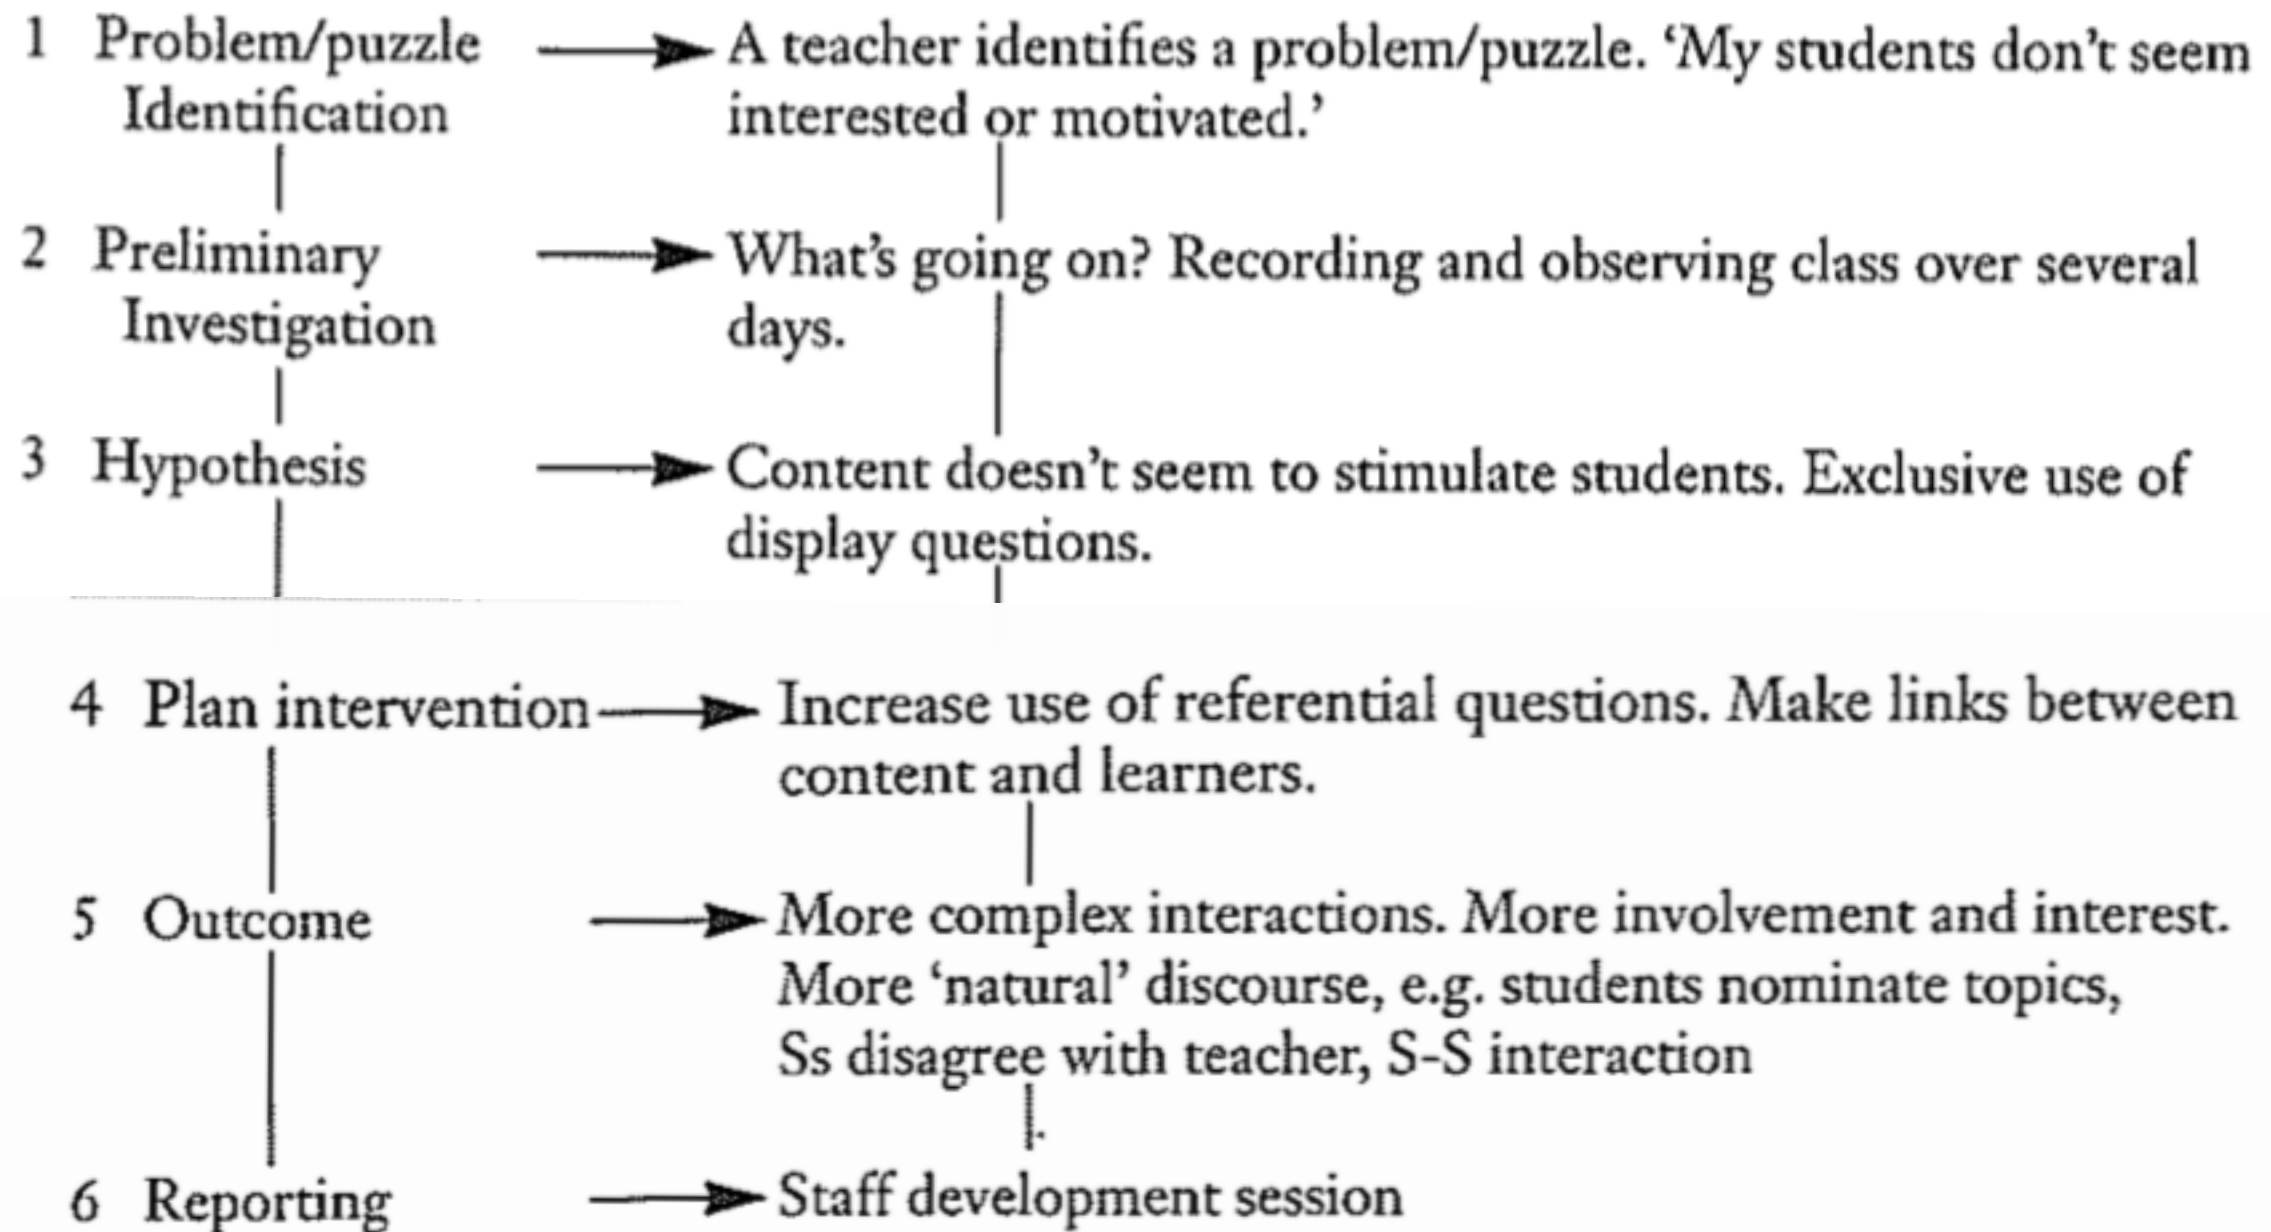 1 Problem/puzzle A teacher identifies a problem/puzzle. ‘My students don’t seem
Identification interested or motivated.’
2 Preliminary What’s going on? Recording and observing class over several
Investigation days.
3 Hypothesis Content doesn’t seem to stimulate students. Exclusive use of
display questions.
4 Plan intervention Increase use of referential questions. Make links between
content and learners.
5 Outcome More complex interactions. More involvement and interest.
More ‘natural’ discourse, e.g. students nominate topics,
Ss disagree with teacher, S-S interaction
6 Reporting Staff development session